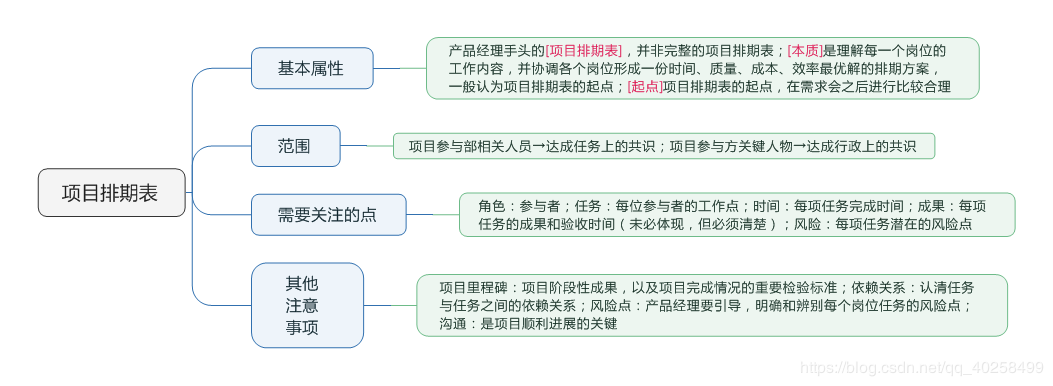 项目排期表
基本属性
产品经理手头的[项目排期表]，并非完整的项目排期表；[本质]是理解每一个岗位的
工作内容，并协调各个岗位形成一份时间、质量、成本、效率最优解的排期方案，
一般认为项目排期表的起点；[起点]项目排期表的起点，在需求会之后进行比较合理
范围
项目参与部相关人员→达成任务上的共识；项目参与方关键人物→达成行政上的共识
需要关注的点
角色：参与者；任务：每位参与者的工作点；时间：每项任务完成时间；成果：每项
任务的成果和验收时间（未必体现，但必须清楚）；风险：每项任务潜在的风险点
其他
注意
事项
项目里程碑：项目阶段性成果，以及项目完成情况的重要检验标准；依赖关系：认清任务
与任务之间的依赖关系；风险点：产品经理要引导，明确和辨别每个岗位任务的风险点；
沟通：是项目顺利进展的关键
https://blog.csdn.net/qq_40258499